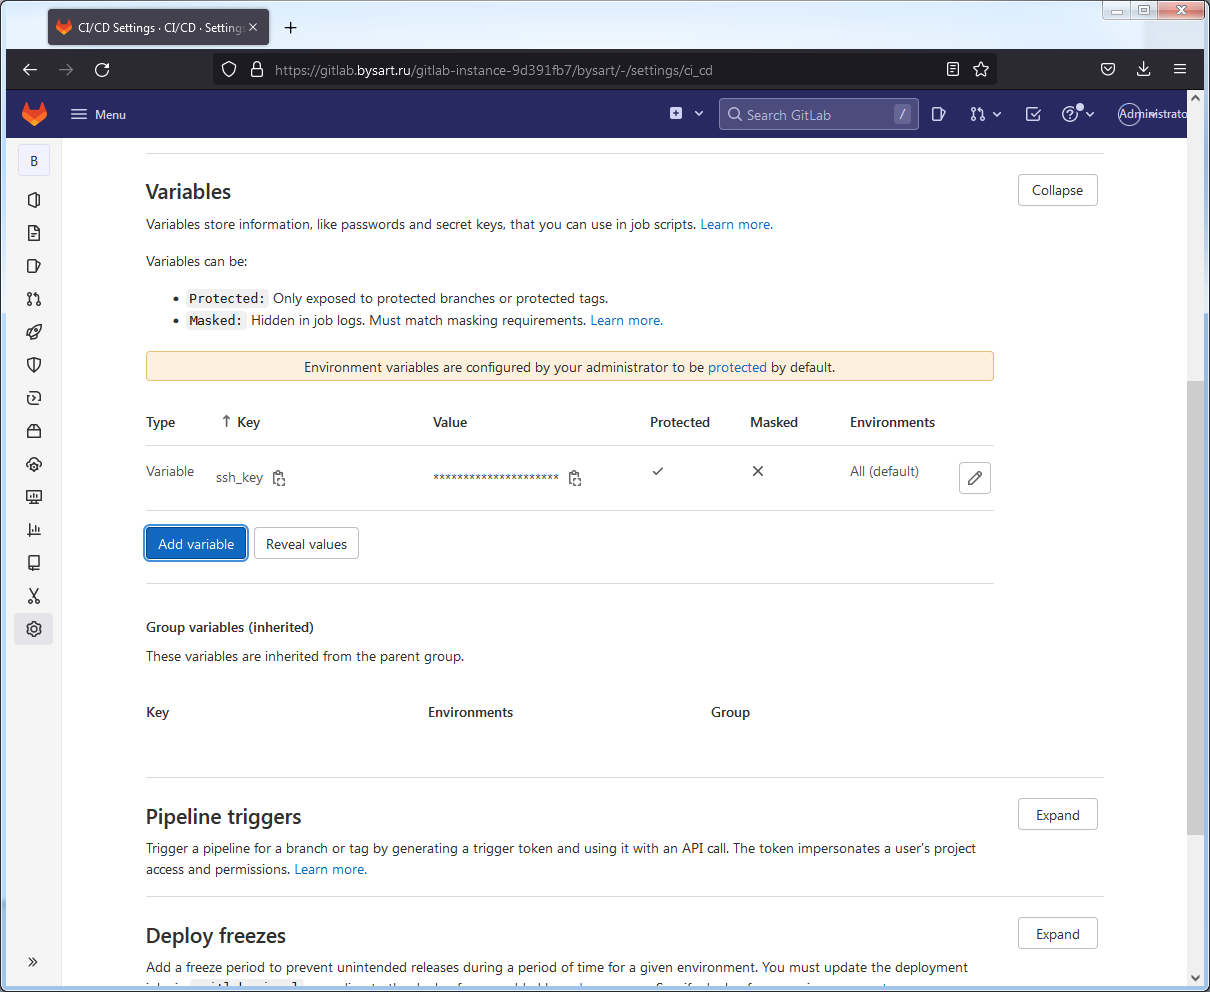 CI/CD Settings · CI/CD · Settings
https://gitlab.bysart.ru/gitlab-instance-9d391fb7/bysart/-/settings/ci_cd
Menu
Search GitLab
/
Administrato
B
Variables
Collapse
Variables store information, like passwords and secret keys, that you can use in job scripts. Learn more.
Variables can be:
• Protected: Only exposed to protected branches or protected tags.
• Masked: Hidden in job logs. Must match masking requirements. Learn more.
Environment variables are configured by your administrator to be protected by default.
Type ↑ Key Value Protected Masked Environments
Variable ssh_key ********************* ✓ ✕ All (default)
Add variable Reveal values
Group variables (inherited)
These variables are inherited from the parent group.
Key Environments Group
Pipeline triggers
Expand
Trigger a pipeline for a branch or tag by generating a trigger token and using it with an API call. The token impersonates a user's project
access and permissions. Learn more.
Deploy freezes
Expand
Add a freeze period to prevent unintended releases during a period of time for a given environment. You must update the deployment